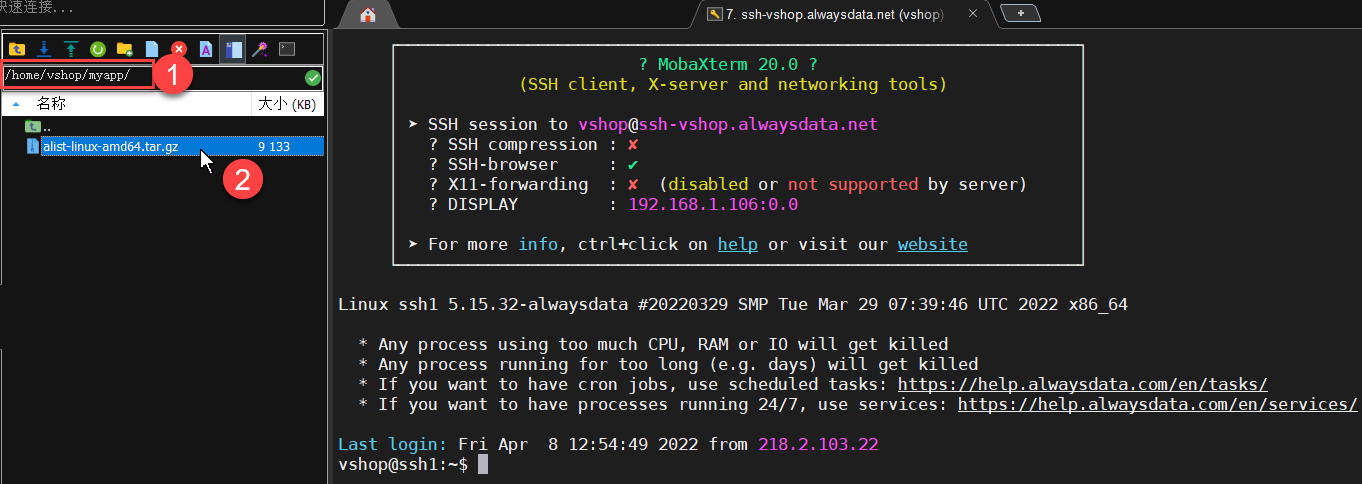 快速连接...
7. ssh-vshop.alwaysdata.net (vshop)
/home/vshop/myapp/
1
名称 大小 (KB)
..
alist-linux-amd64.tar.gz 9 133
2
? MobaXterm 20.0 ?
(SSH client, X-server and networking tools)
➤ SSH session to vshop@ssh-vshop.alwaysdata.net
? SSH compression : ✘
? SSH-browser : ✔
? X11-forwarding : ✘ (disabled or not supported by server)
? DISPLAY : 192.168.1.106:0.0
➤ For more info, ctrl+click on help or visit our website
Linux ssh1 5.15.32-alwaysdata #20220329 SMP Tue Mar 29 07:39:46 UTC 2022 x86_64
* Any process using too much CPU, RAM or IO will get killed
* Any process running for too long (e.g. days) will get killed
* If you want to have cron jobs, use scheduled tasks: https://help.alwaysdata.com/en/tasks/
* If you want to have processes running 24/7, use services: https://help.alwaysdata.com/en/services/
Last login: Fri Apr  8 12:54:49 2022 from 218.2.103.22
vshop@ssh1:~$